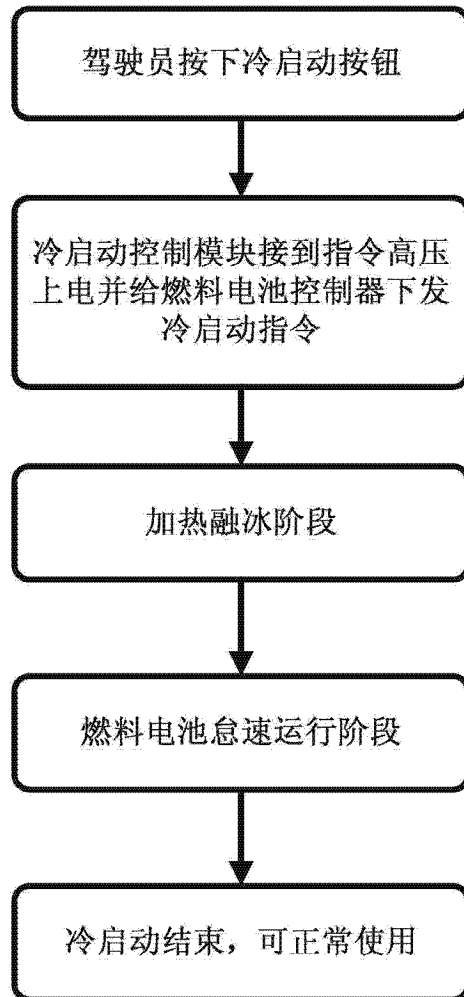 驾驶员按下冷启动按钮
冷启动控制模块接到指令高压
上电并给燃料电池控制器下发
冷启动指令
加热融冰阶段
燃料电池怠速运行阶段
冷启动结束，可正常使用